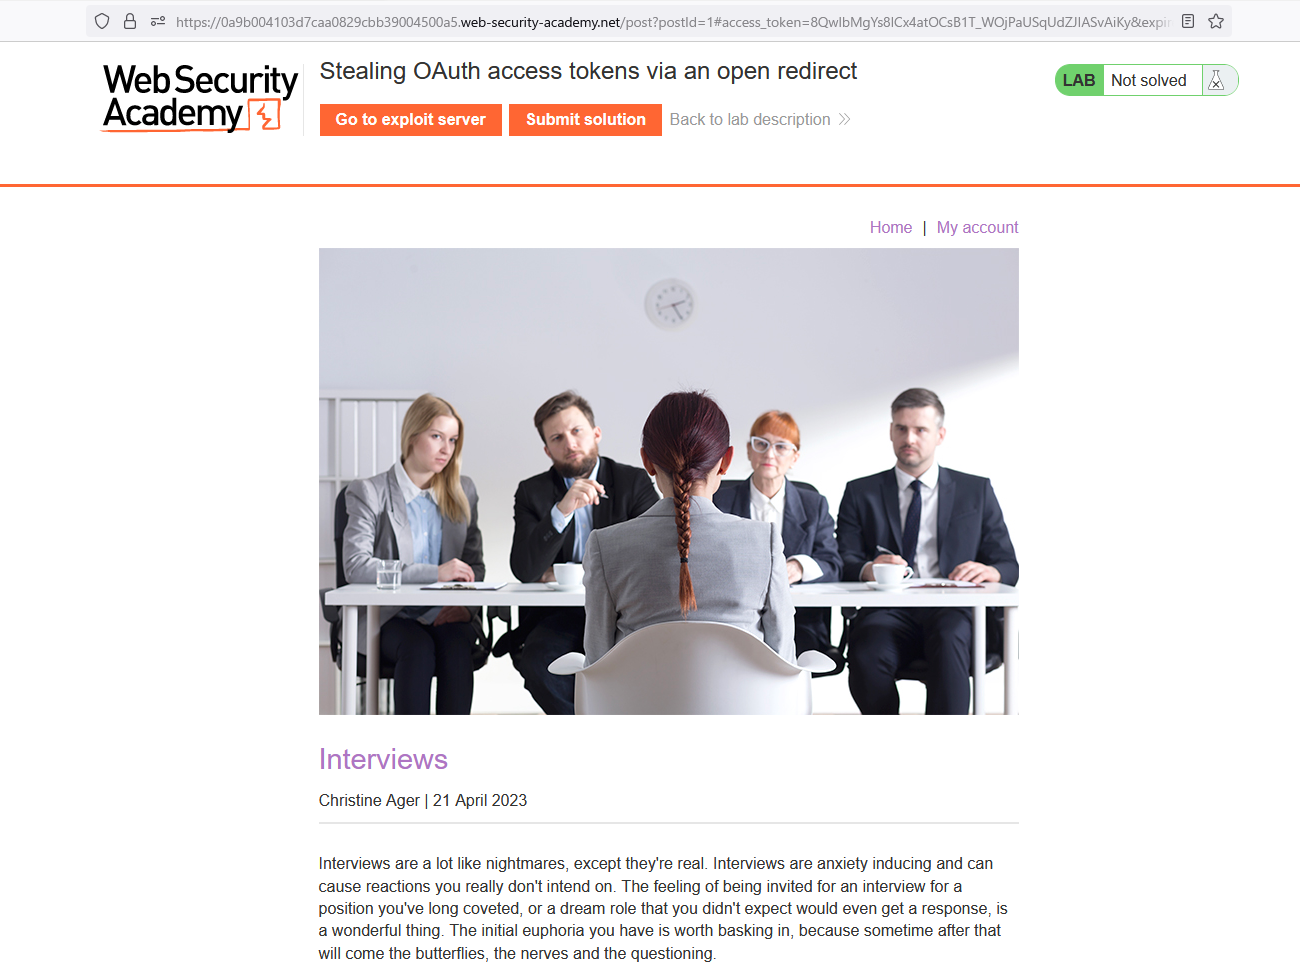 https://0a9b004103d7caa0829cbb39004500a5.web-security-academy.net/post?postId=1#access_token=8QwIbMgYs8ICx4atOCsB1T_WOjPaUSqUdZJIASvAiKy&expir
Web Security
Academy
Stealing OAuth access tokens via an open redirect
LAB Not solved
Go to exploit server Submit solution Back to lab description
Home | My account
Interviews
Christine Ager | 21 April 2023
Interviews are a lot like nightmares, except they're real. Interviews are anxiety inducing and can
cause reactions you really don't intend on. The feeling of being invited for an interview for a
position you've long coveted, or a dream role that you didn't expect would even get a response, is
a wonderful thing. The initial euphoria you have is worth basking in, because sometime after that
will come the butterflies, the nerves and the questioning.